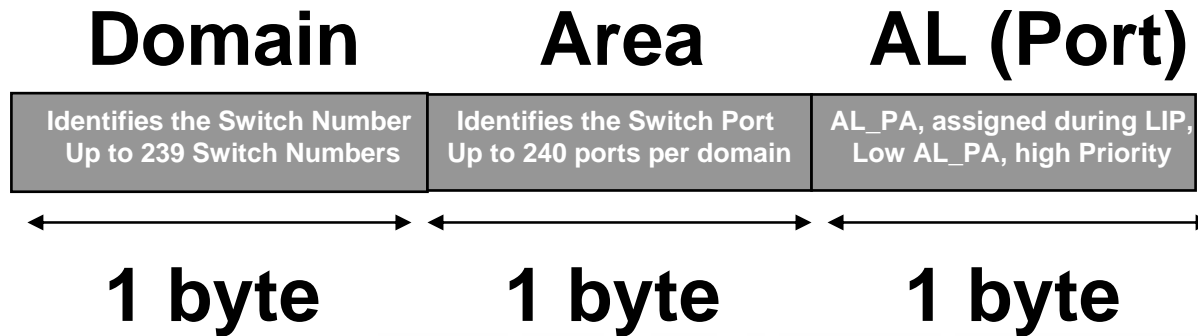 Domain Area AL (Port)
Identifies the Switch Number
Up to 239 Switch Numbers
Identifies the Switch Port
Up to 240 ports per domain
AL_PA, assigned during LIP,
Low AL_PA, high Priority
1 byte 1 byte 1 byte